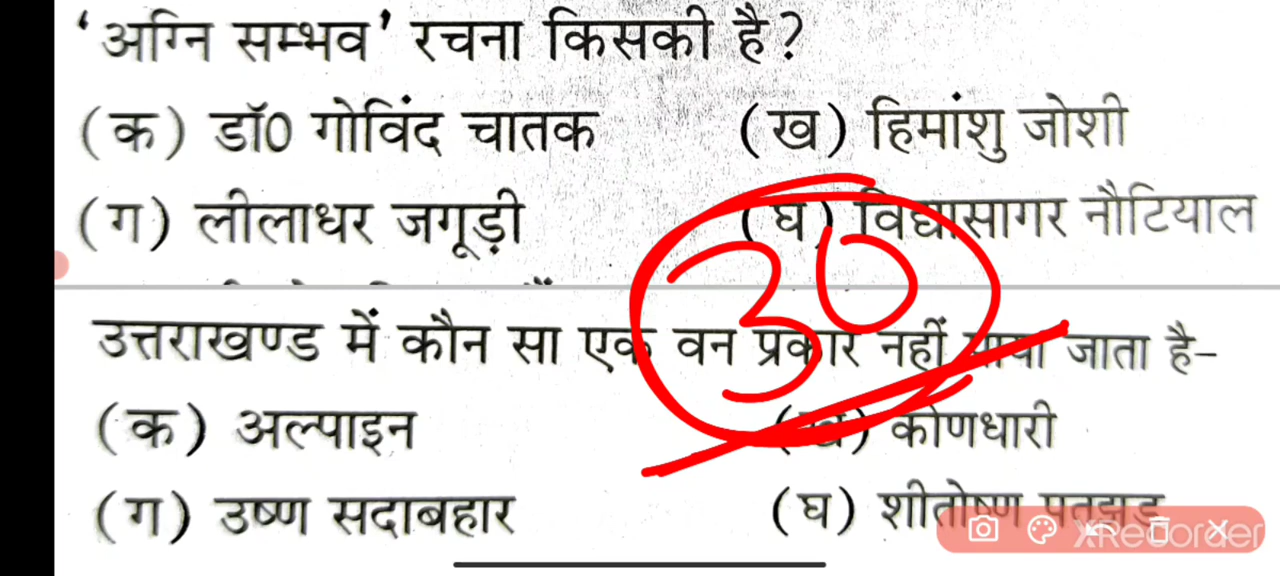 ‘अग्नि सम्भव’ रचना किसकी है?
(क) डॉ0 गोविंद चातक (ख) हिमांशु जोशी
(ग) लीलाधर जगूड़ी (घ) विद्यासागर नौटियाल
30
उत्तराखण्ड में कौन सा एक वन प्रकार नहीं पाया जाता है–
(क) अल्पाइन (ख) कोणधारी
(ग) उष्ण सदाबहार (घ) शीतोष्ण पतझड़
XRecorder